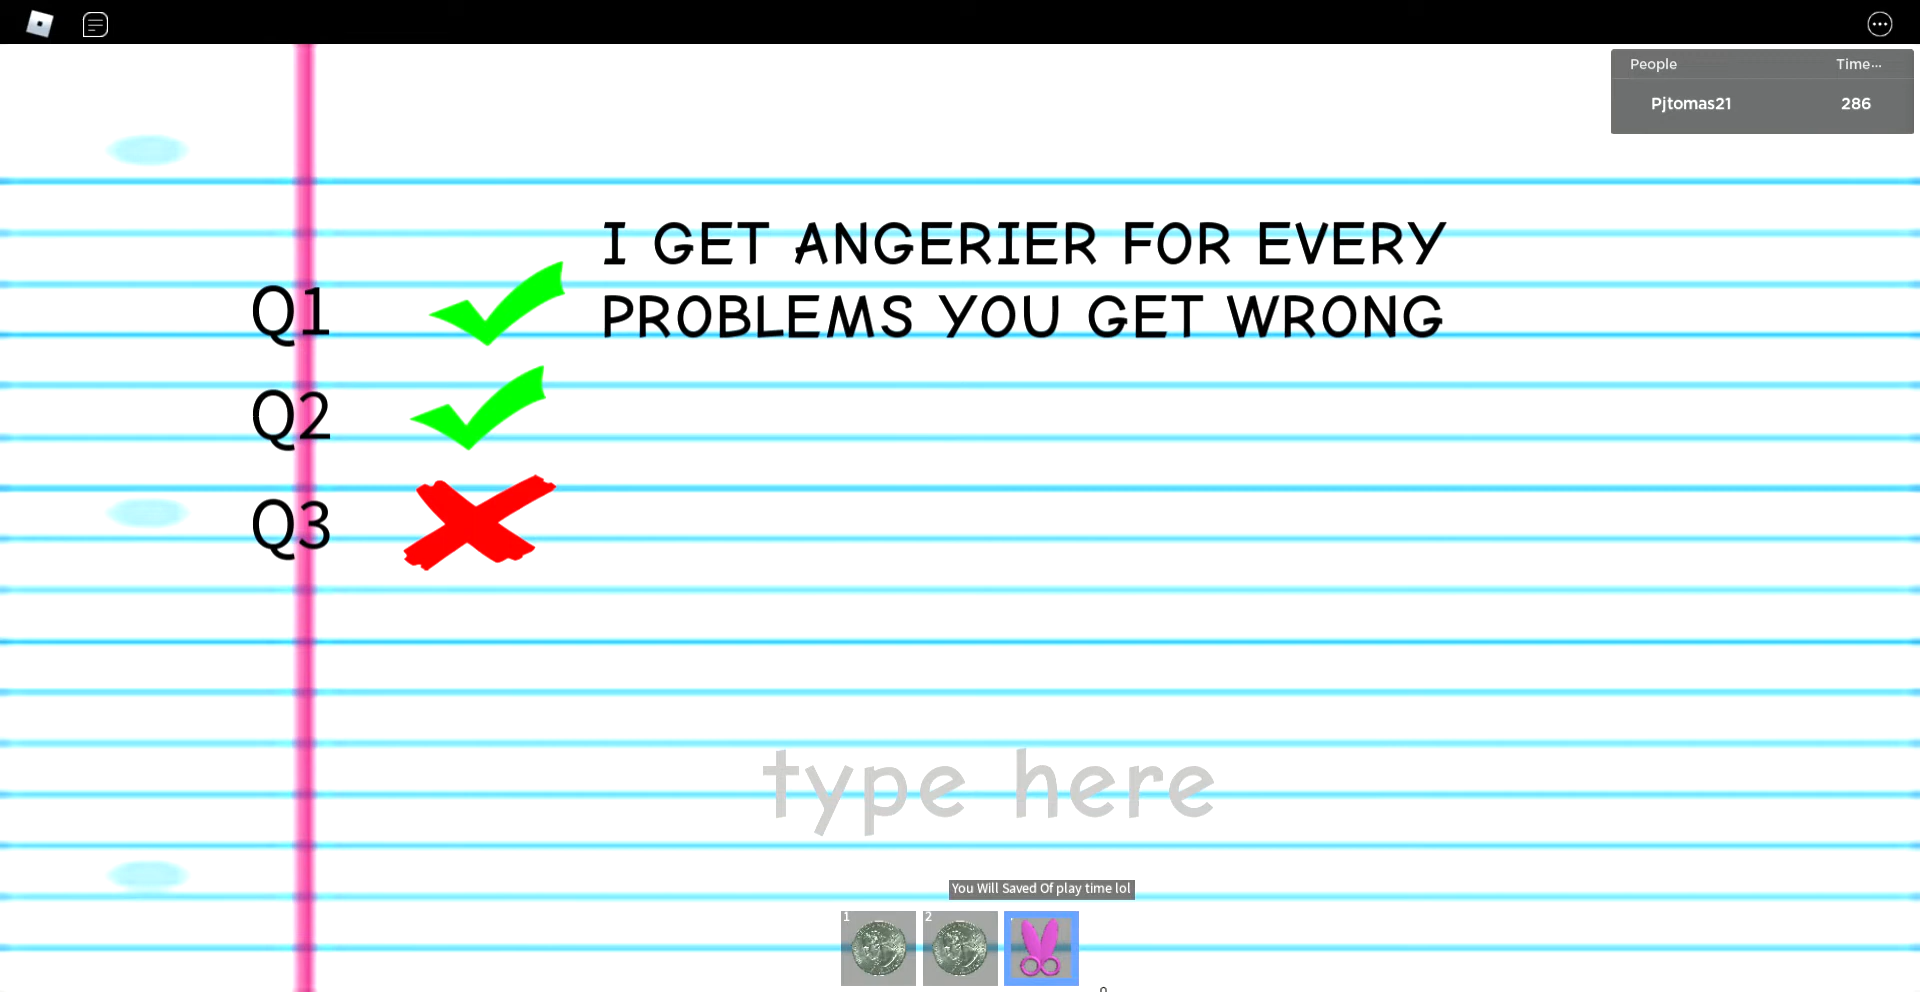 People Time...
Pjtomas21 286
I GET ANGERIER FOR EVERY
PROBLEMS YOU GET WRONG
Q1
Q2
Q3
type here
You Will Saved Of play time lol
1 2